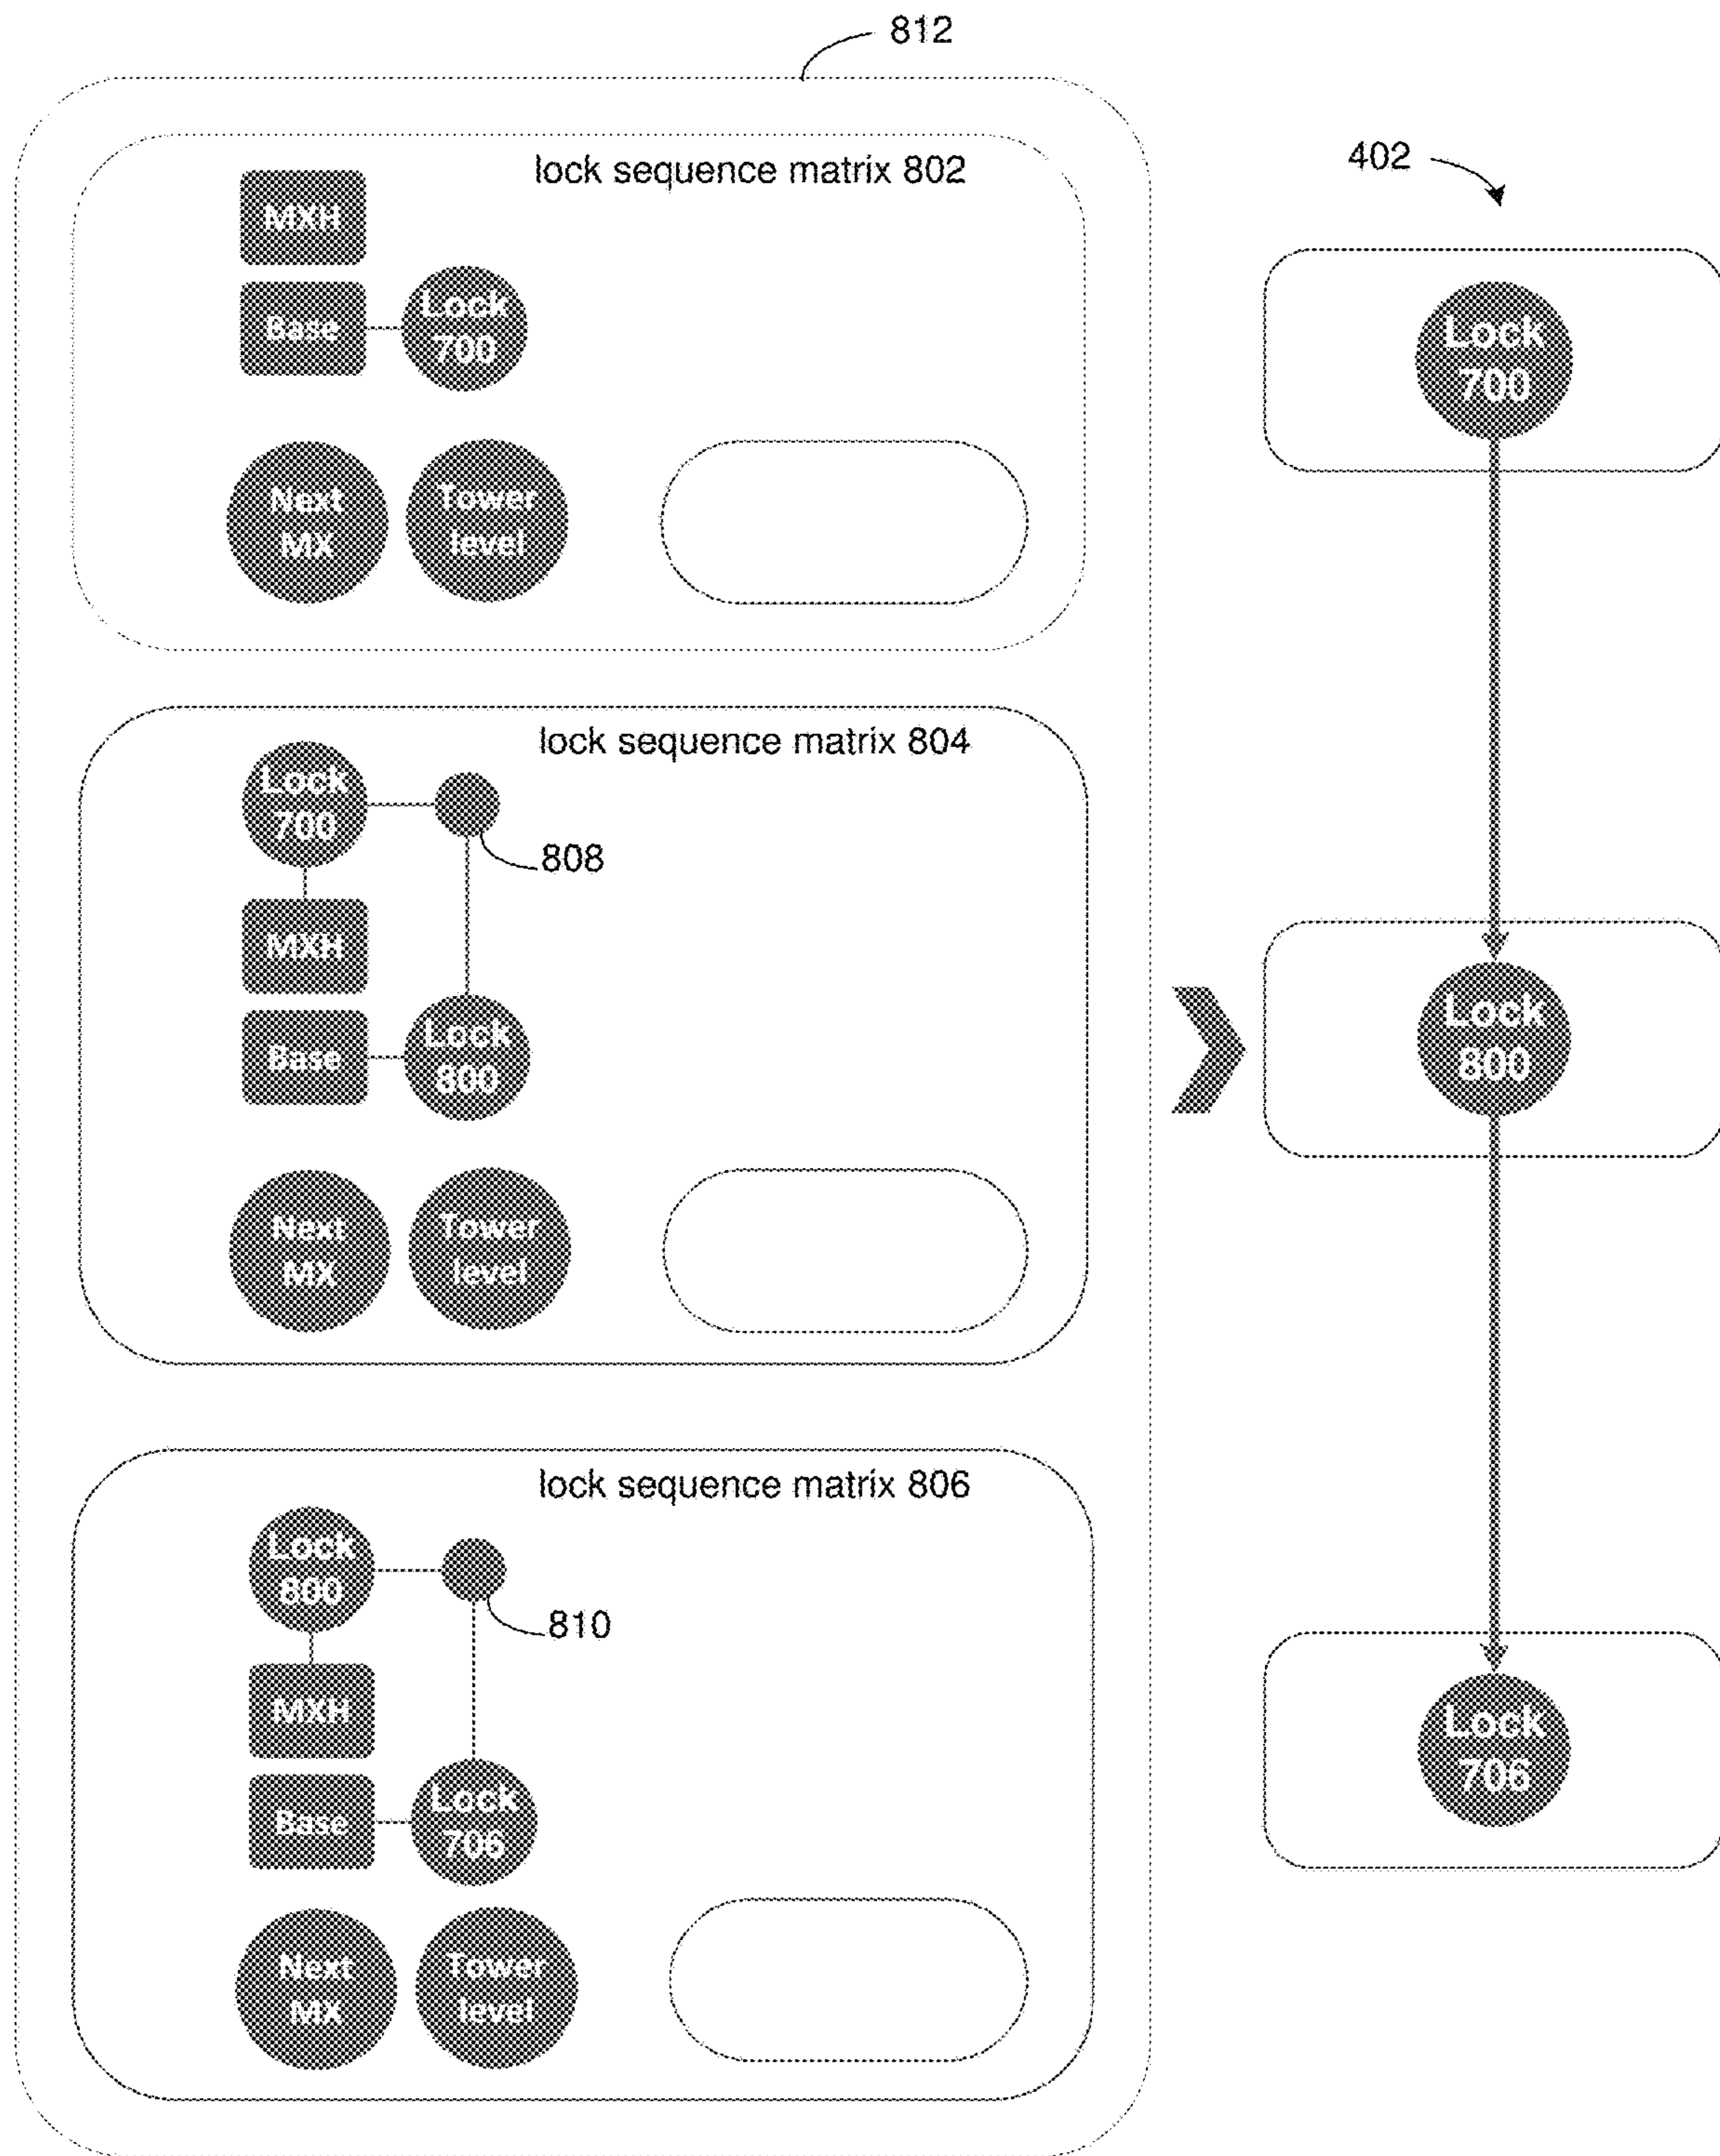 812
lock sequence matrix 802
MXH
Base
Lock
700
Next
MX
Tower
level
lock sequence matrix 804
Lock
700
808
MXH
Base
Lock
800
Next
MX
Tower
level
lock sequence matrix 806
Lock
800
810
MXH
Base
Lock
706
Next
MX
Tower
level
402
Lock
700
Lock
800
Lock
706